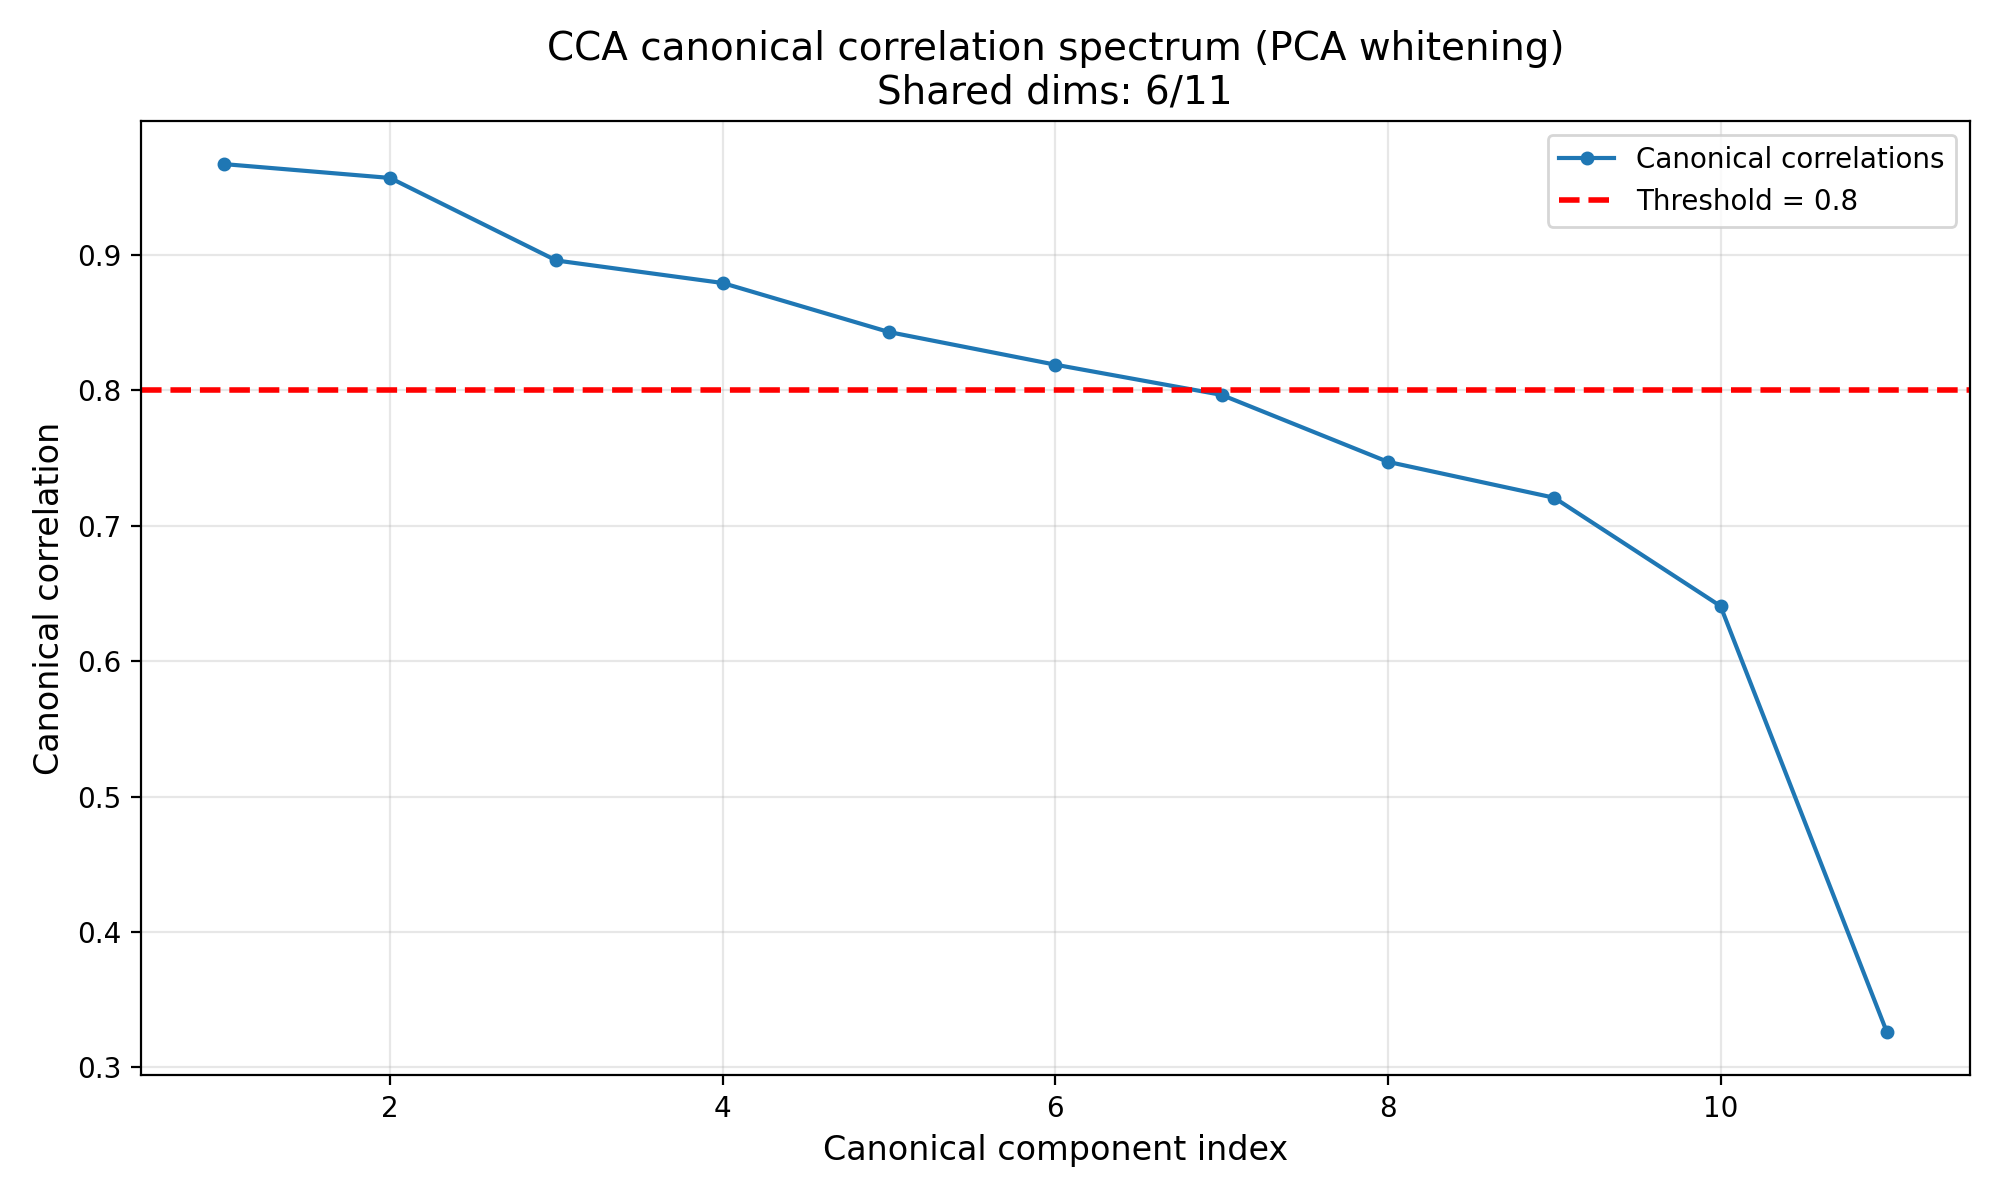 CCA canonical correlation spectrum (PCA whitening)
Shared dims: 6/11
Canonical correlations
Threshold = 0.8
0.9
0.8
0.7
0.6
0.5
0.4
0.3
Canonical correlation
2 4 6 8 10
Canonical component index